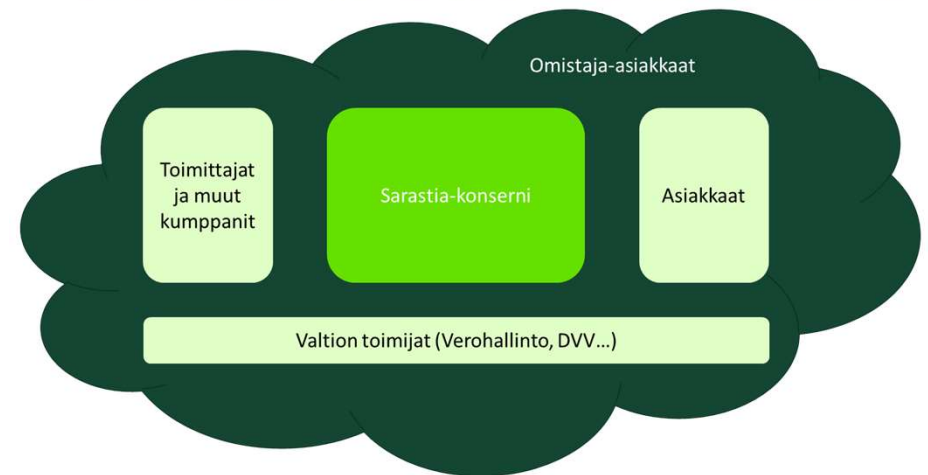 Omistaja-asiakkaat
Toimittajat
ja muut
kumppanit
Sarastia-konserni
Asiakkaat
Valtion toimijat (Verohallinto, DVV...)